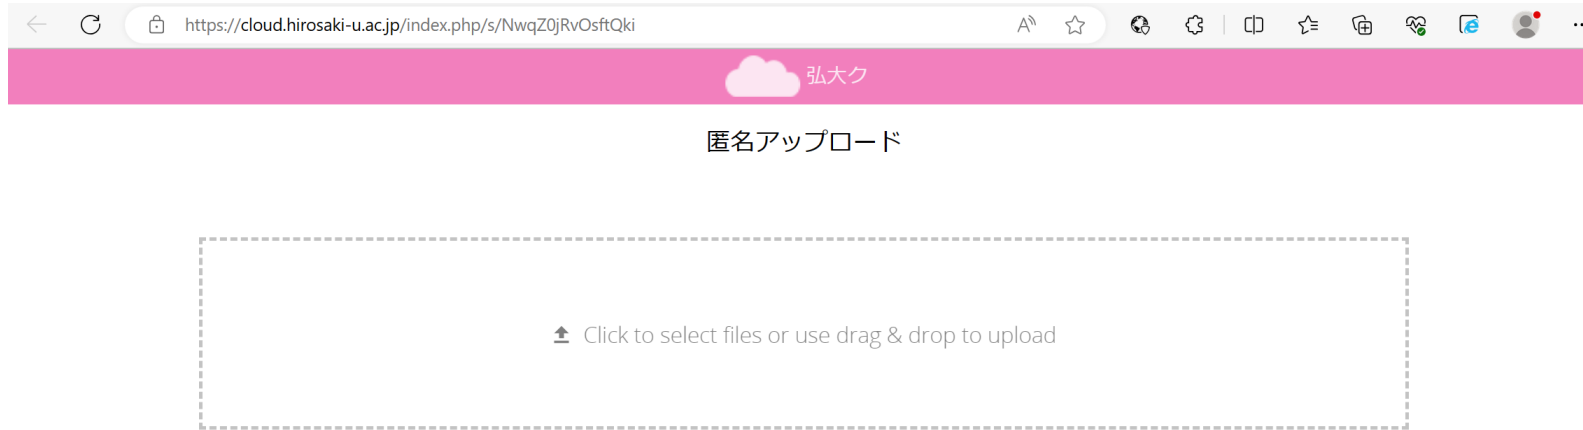 https://cloud.hirosaki-u.ac.jp/index.php/s/NwqZ0jRvOsftQki
弘大ク
匿名アップロード
Click to select files or use drag & drop to upload